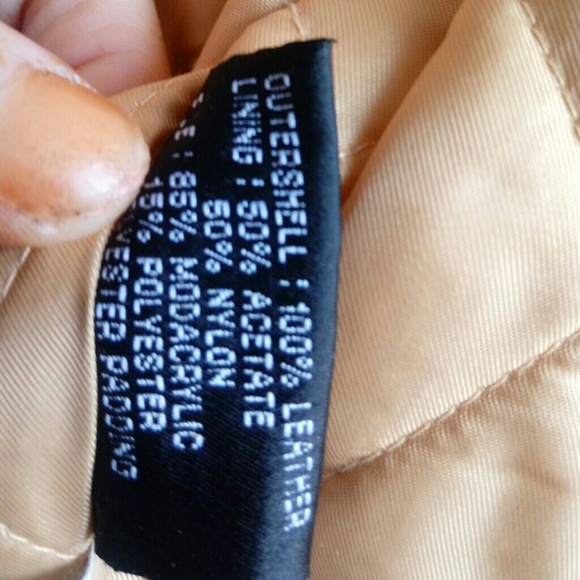 OUTERSHELL : 100% LEATHER
LINING : 50% ACETATE
50% NYLON
: 85% MODACRYLIC
15% POLYESTER
PADDING